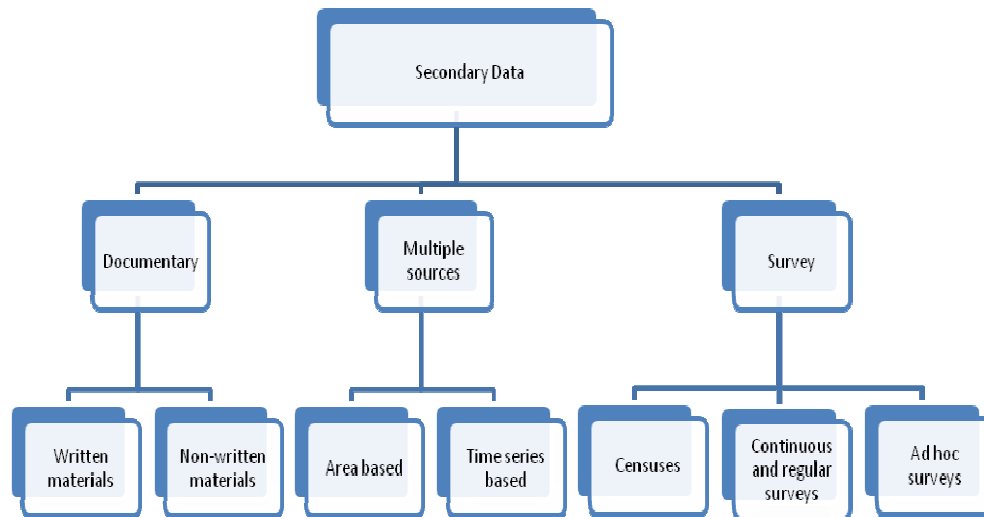 Secondary Data
Documentary
Multiple
sources
Survey
Written
materials
Non-written
materials
Area based
Time series
based
Censuses
Continuous
and regular
surveys
Ad hoc
surveys